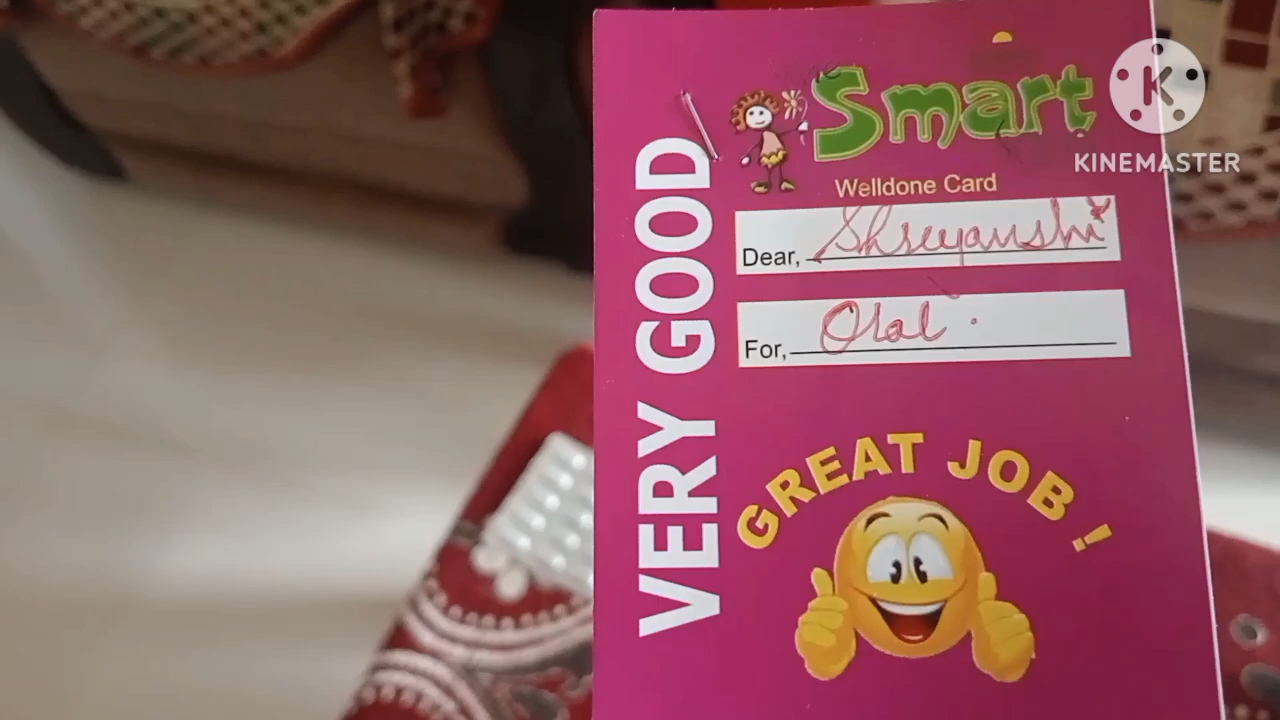 Smart
KINEMASTER
Welldone Card
Dear, Shreyanshi
For, Oral.
VERY GOOD
GREAT JOB!